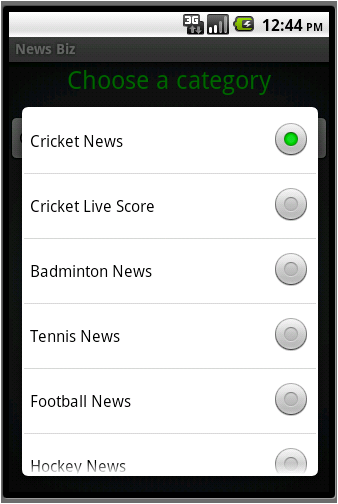 3G 12:44 PM
News Biz
Choose a category
Cricket News
Cricket Live Score
Badminton News
Tennis News
Football News
Hockey News